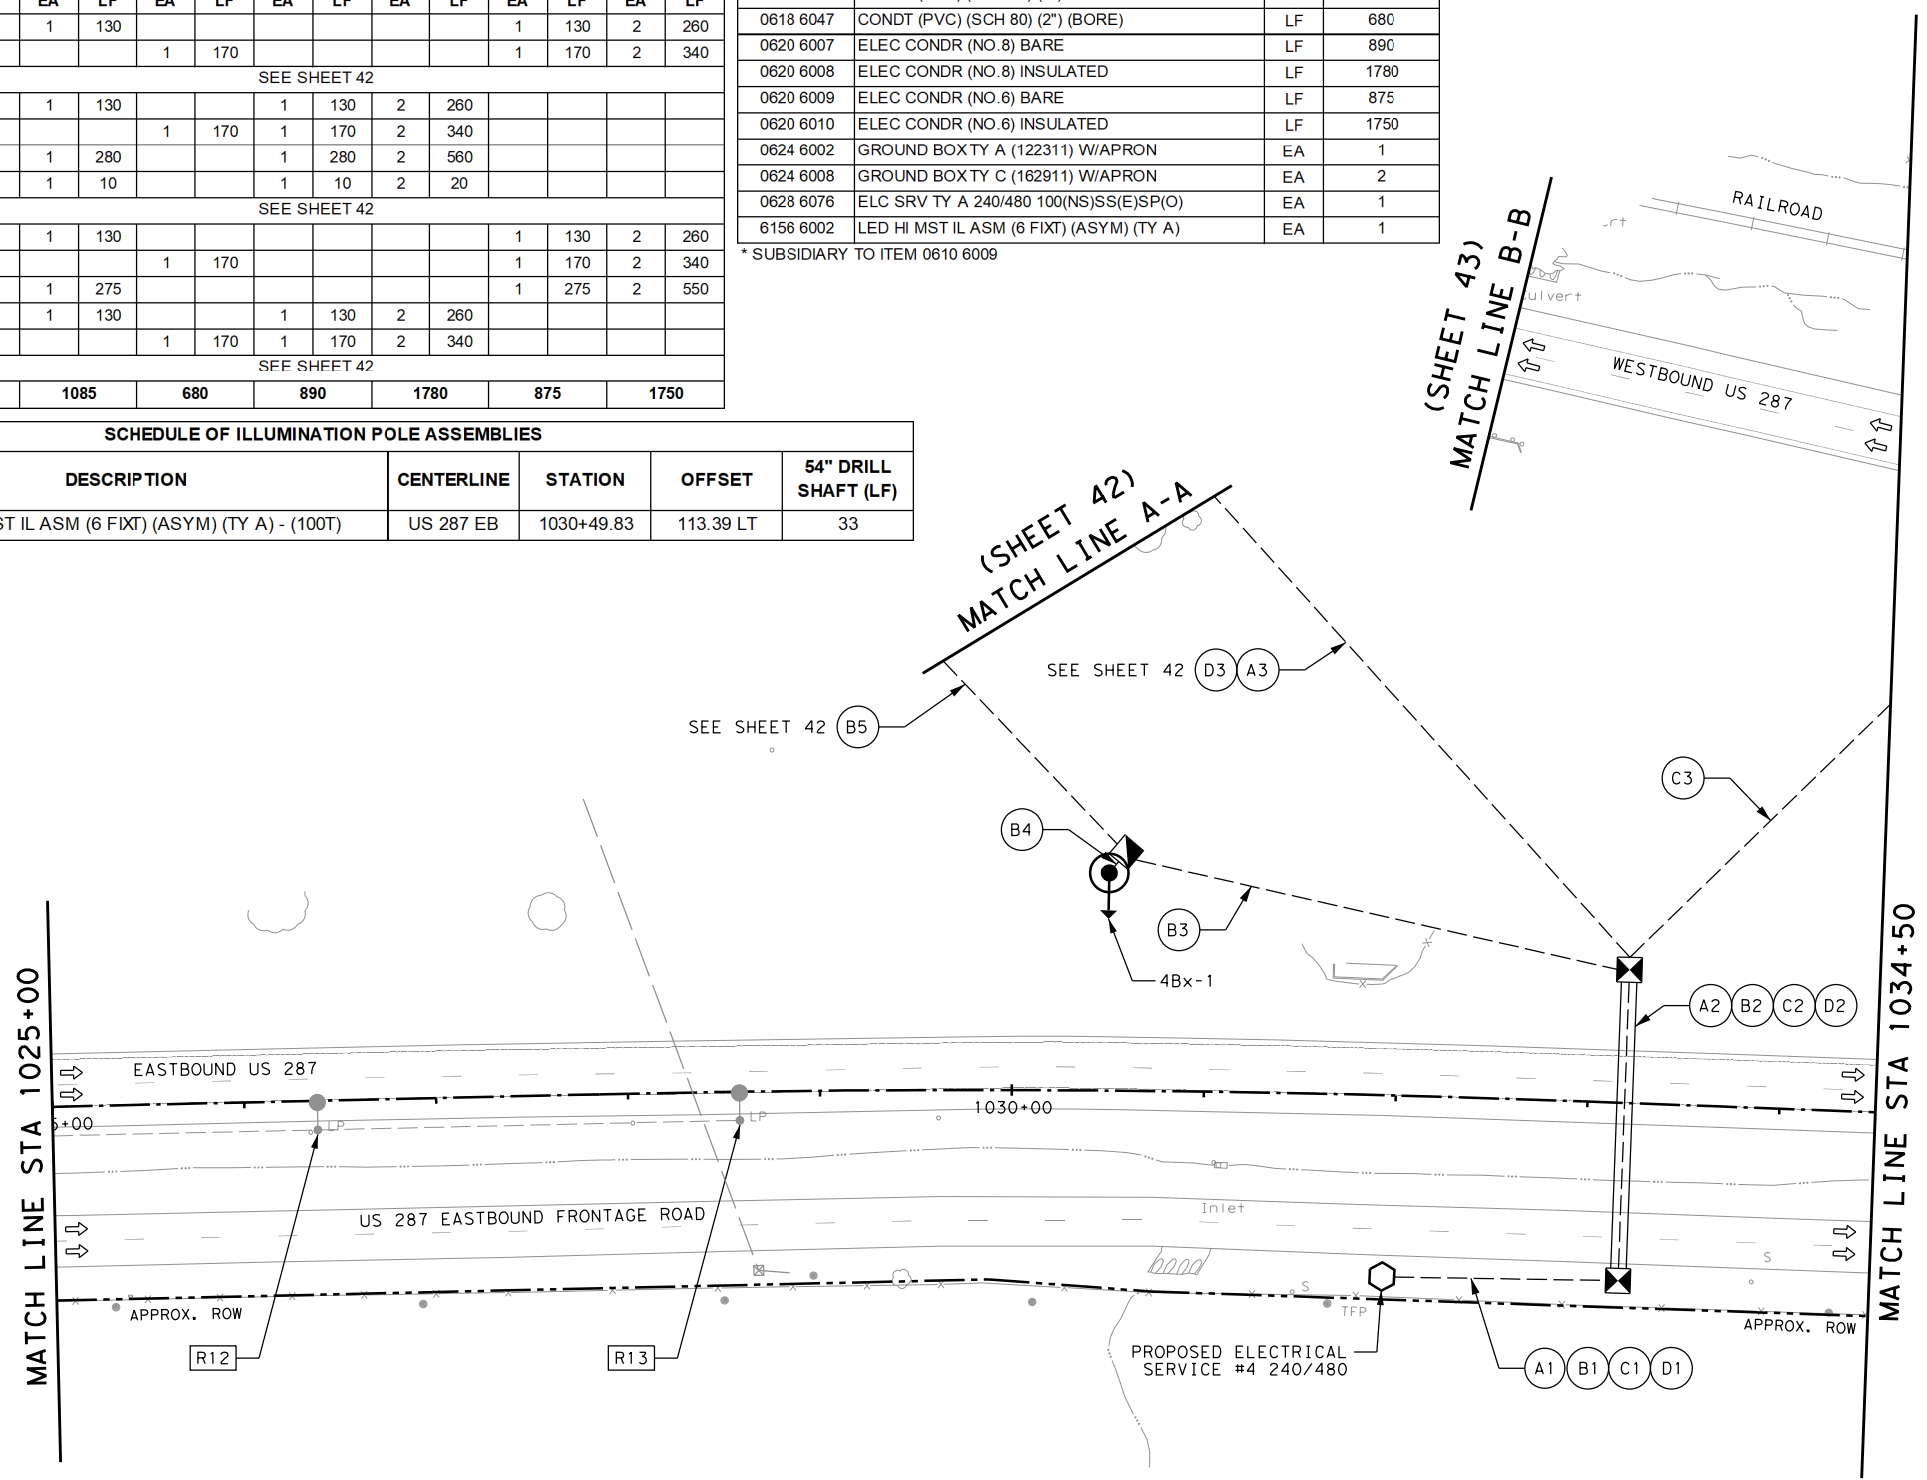 EA LF EA LF EA LF EA LF EA LF EA LF
1 130 1 130 2 260
1 170 1 170 2 340
SEE SHEET 42
1 130 1 130 2 260
1 170 1 170 2 340
1 280 1 280 2 560
1 10 1 10 2 20
SEE SHEET 42
1 130 1 130 2 260
1 170 1 170 2 340
1 275 1 275 2 550
1 130 1 130 2 260
1 170 1 170 2 340
SEE SHEET 42
1085 680 890 1780 875 1750
0618 6047 CONDT (PVC) (SCH 80) (2") (BORE) LF 680
0620 6007 ELEC CONDR (NO.8) BARE LF 890
0620 6008 ELEC CONDR (NO.8) INSULATED LF 1780
0620 6009 ELEC CONDR (NO.6) BARE LF 875
0620 6010 ELEC CONDR (NO.6) INSULATED LF 1750
0624 6002 GROUND BOX TY A (122311) W/APRON EA 1
0624 6008 GROUND BOX TY C (162911) W/APRON EA 2
0628 6076 ELC SRV TY A 240/480 100(NS)SS(E)SP(O) EA 1
6156 6002 LED HI MST IL ASM (6 FIXT) (ASYM) (TY A) EA 1
* SUBSIDIARY TO ITEM 0610 6009
SCHEDULE OF ILLUMINATION POLE ASSEMBLIES
DESCRIPTION CENTERLINE STATION OFFSET 54" DRILL
SHAFT (LF)
ST IL ASM (6 FIXT) (ASYM) (TY A) - (100T) US 287 EB 1030+49.83 113.39 LT 33
RAILROAD
(SHEET 43)
MATCH LINE B-B
ulvert
WESTBOUND US 287
(SHEET 42)
MATCH LINE A-A
SEE SHEET 42 D3 A3
SEE SHEET 42 B5
C3
B4
B3
4Bx-1
A2 B2 C2 D2
MATCH LINE STA 1025+00
MATCH LINE STA 1034+50
EASTBOUND US 287
5+00
LP
LP
1030+00
US 287 EASTBOUND FRONTAGE ROAD
Inlet
S
S
TFP
APPROX. ROW
APPROX. ROW
R12
R13
PROPOSED ELECTRICAL
SERVICE #4 240/480
A1 B1 C1 D1